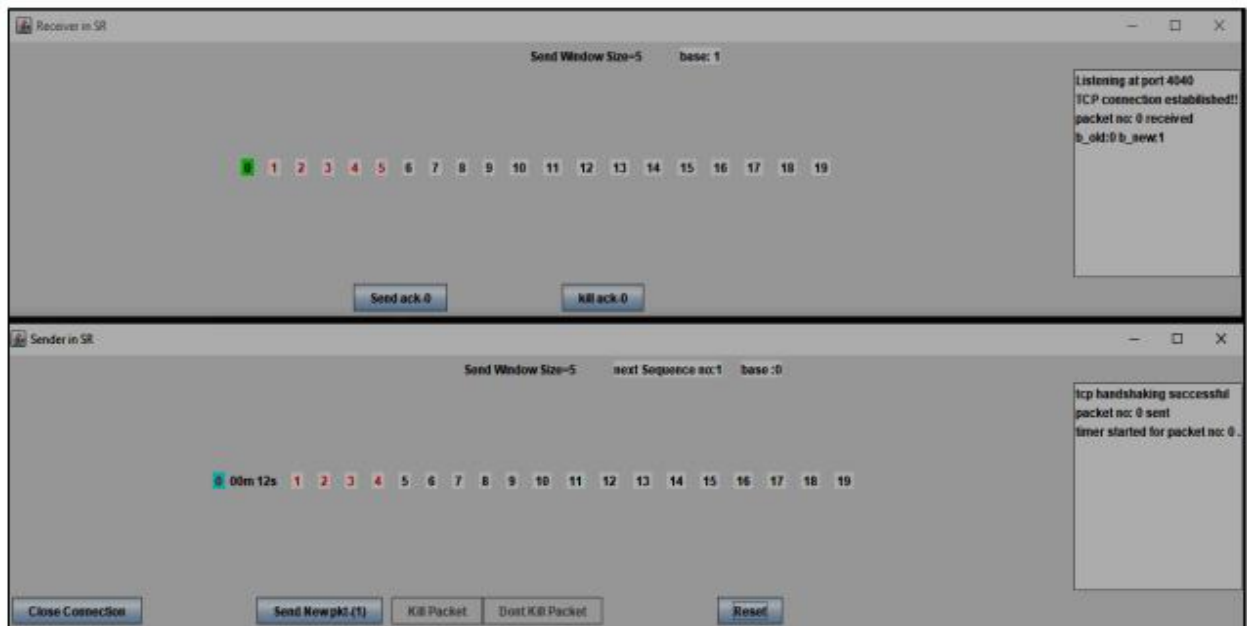 Receiver in SR
Send Window Size=5 base: 1
Listening at port 4040
TCP connection estabilished!!
packet no: 0 received
b_old:0 b_new:1
0 1 2 3 4 5 6 7 8 9 10 11 12 13 14 15 16 17 18 19
Send ack-0 kill ack-0
Sender in SR
Send Window Size=5 next Sequence no:1 base :0
tcp handshaking successful
packet no: 0 sent
timer started for packet no: 0 .
0 00m 12s 1 2 3 4 5 6 7 8 9 10 11 12 13 14 15 16 17 18 19
Close Connection Send New pkt-(1) Kill Packet Dont Kill Packet Reset